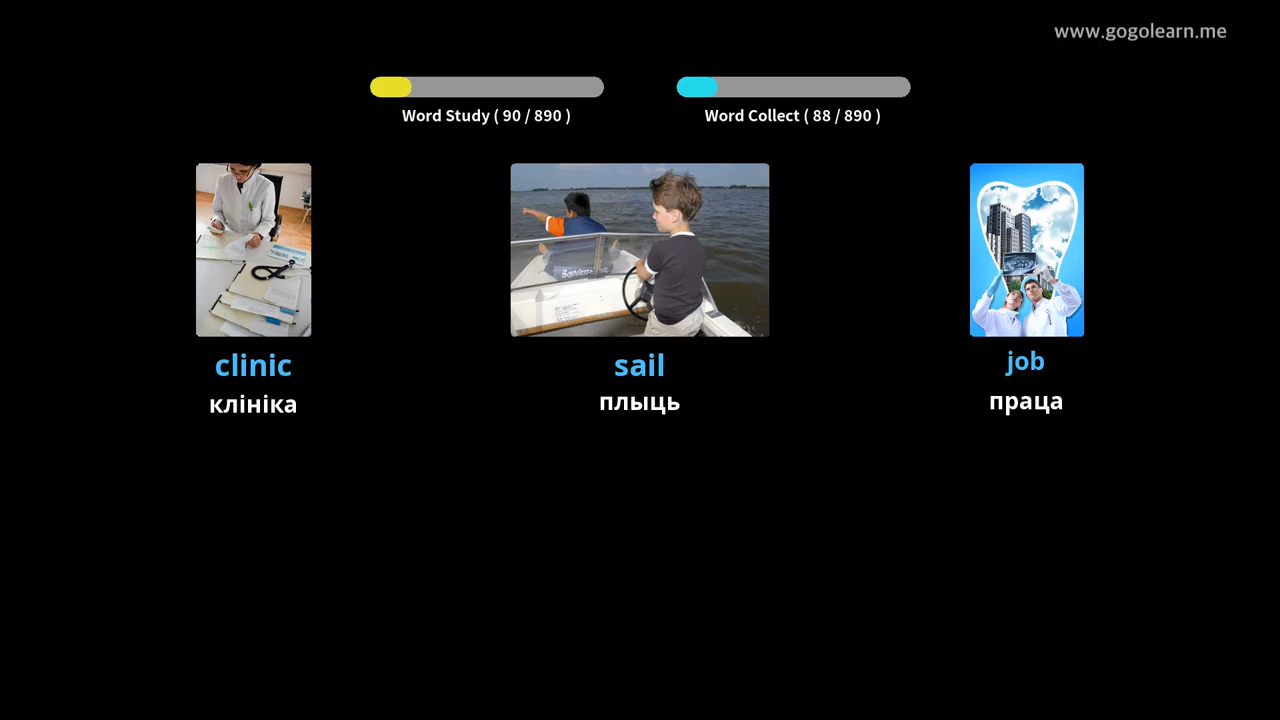 www.gogolearn.me
Word Study ( 90 / 890 )
Word Collect ( 88 / 890 )
clinic
клініка
sail
плыць
job
праца